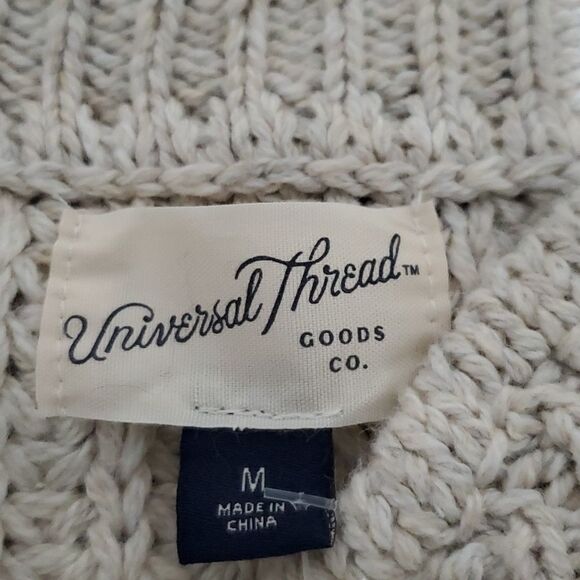 Universal Thread™
GOODS
CO.
M
MADE IN
CHINA